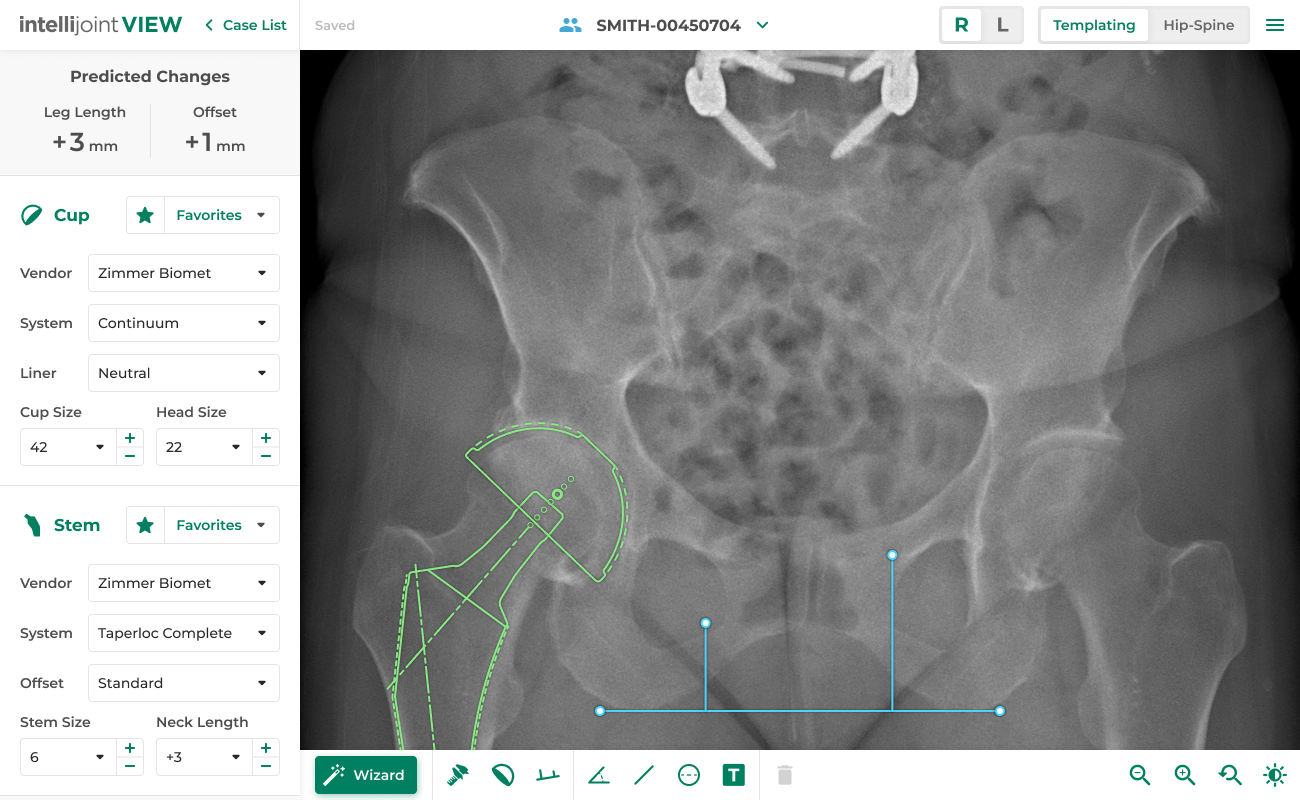 intellijoint VIEW
Case List
Saved
SMITH-00450704
R L
Templating Hip-Spine
Predicted Changes
Leg Length Offset
+3 mm +1 mm
Cup Favorites
Vendor Zimmer Biomet
System Continuum
Liner Neutral
Cup Size Head Size
42 + − 22 + −
Stem Favorites
Vendor Zimmer Biomet
System Taperloc Complete
Offset Standard
Stem Size Neck Length
6 + − +3 + −
Wizard
T